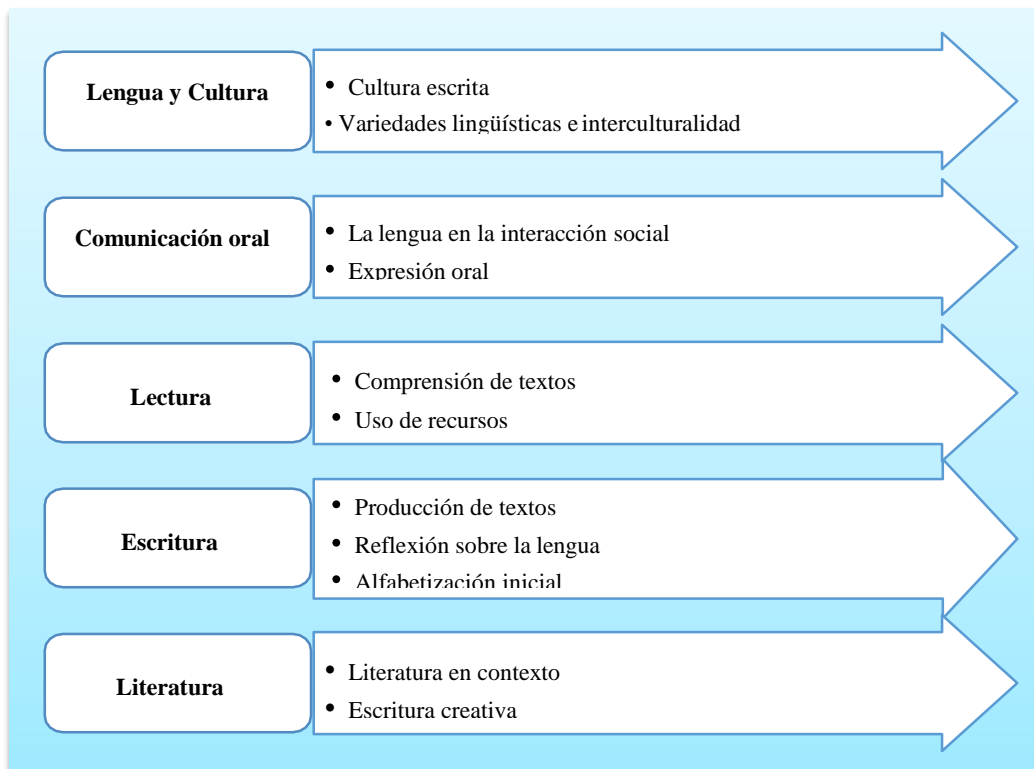 Lengua y Cultura
• Cultura escrita
• Variedades lingüísticas e interculturalidad
Comunicación oral
• La lengua en la interacción social
• Expresión oral
Lectura
• Comprensión de textos
• Uso de recursos
Escritura
• Producción de textos
• Reflexión sobre la lengua
• Alfabetización inicial
Literatura
• Literatura en contexto
• Escritura creativa